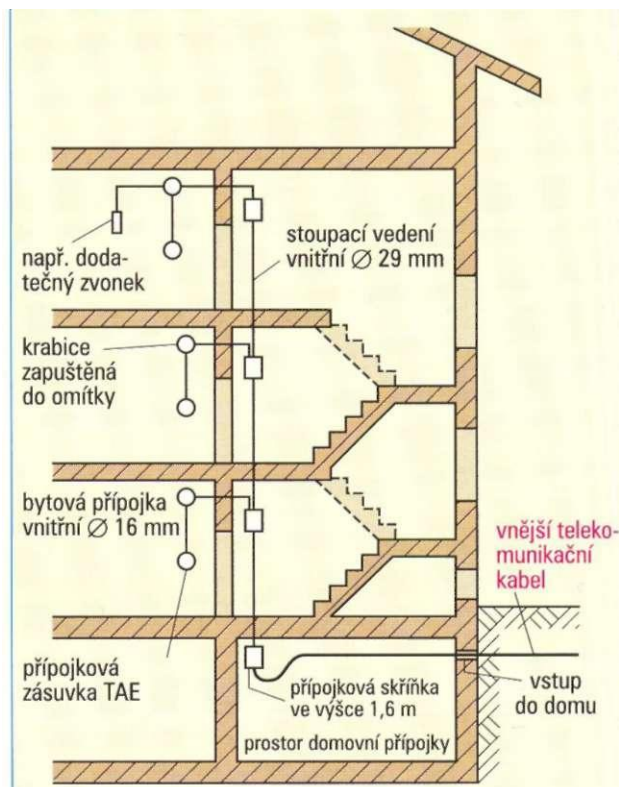 např. doda-
tečný zvonek
stoupací vedení
vnitřní Ø 29 mm
krabice
zapuštěná
do omítky
bytová přípojka
vnitřní Ø 16 mm
vnější teleko-
munikační
kabel
přípojková
zásuvka TAE
přípojková skříňka
ve výšce 1,6 m
vstup
do domu
prostor domovní přípojky